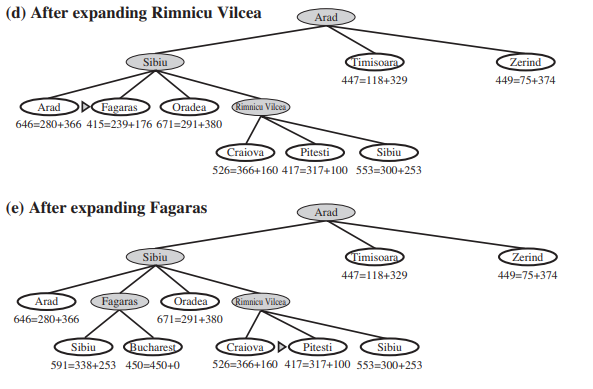 (d) After expanding Rimnicu Vilcea
Arad
Sibiu Timisoara Zerind
447=118+329 449=75+374
Arad Fagaras Oradea Rimnicu Vilcea
646=280+366 415=239+176 671=291+380
Craiova Pitesti Sibiu
526=366+160 417=317+100 553=300+253
(e) After expanding Fagaras
Arad
Sibiu Timisoara Zerind
447=118+329 449=75+374
Arad Fagaras Oradea Rimnicu Vilcea
646=280+366 671=291+380
Sibiu Bucharest Craiova Pitesti Sibiu
591=338+253 450=450+0 526=366+160 417=317+100 553=300+253